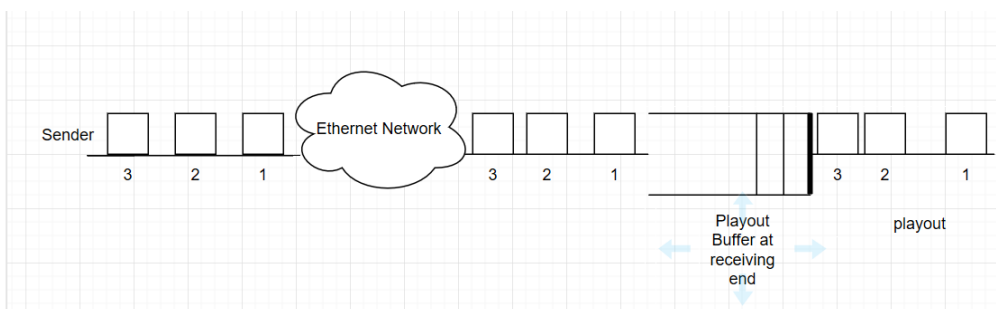 Sender
Ethernet Network
3 2 1
3 2 1
3 2 1
Playout
Buffer at
receiving
end
playout